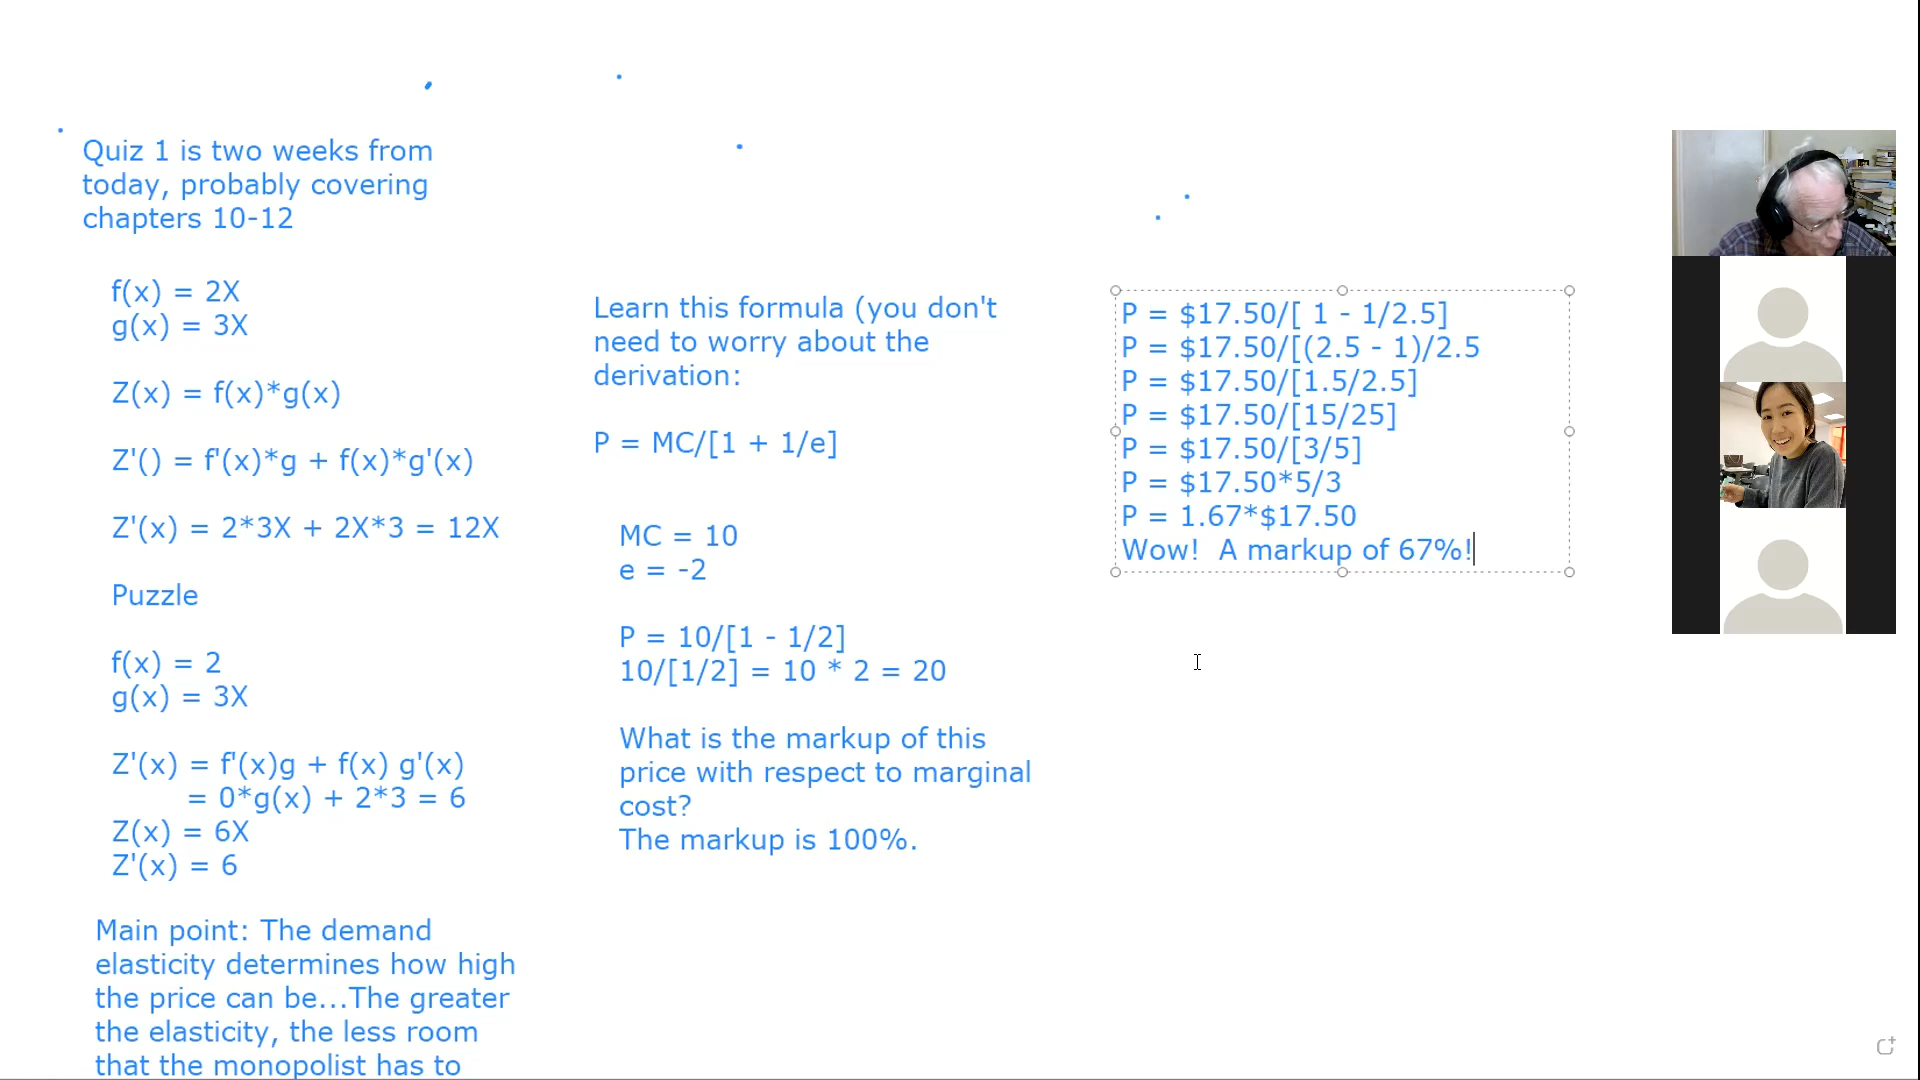 Quiz 1 is two weeks from
today, probably covering
chapters 10-12
f(x) = 2X
g(x) = 3X
Z(x) = f(x)*g(x)
Z'() = f'(x)*g + f(x)*g'(x)
Z'(x) = 2*3X + 2X*3 = 12X
Puzzle
f(x) = 2
g(x) = 3X
Z'(x) = f'(x)g + f(x) g'(x)
= 0*g(x) + 2*3 = 6
Z(x) = 6X
Z'(x) = 6
Main point: The demand
elasticity determines how high
the price can be...The greater
the elasticity, the less room
that the monopolist has to
Learn this formula (you don't
need to worry about the
derivation:
P = MC/[1 + 1/e]
MC = 10
e = -2
P = 10/[1 - 1/2]
10/[1/2] = 10 * 2 = 20
What is the markup of this
price with respect to marginal
cost?
The markup is 100%.
P = $17.50/[ 1 - 1/2.5]
P = $17.50/[(2.5 - 1)/2.5
P = $17.50/[1.5/2.5]
P = $17.50/[15/25]
P = $17.50/[3/5]
P = $17.50*5/3
P = 1.67*$17.50
Wow!  A markup of 67%!